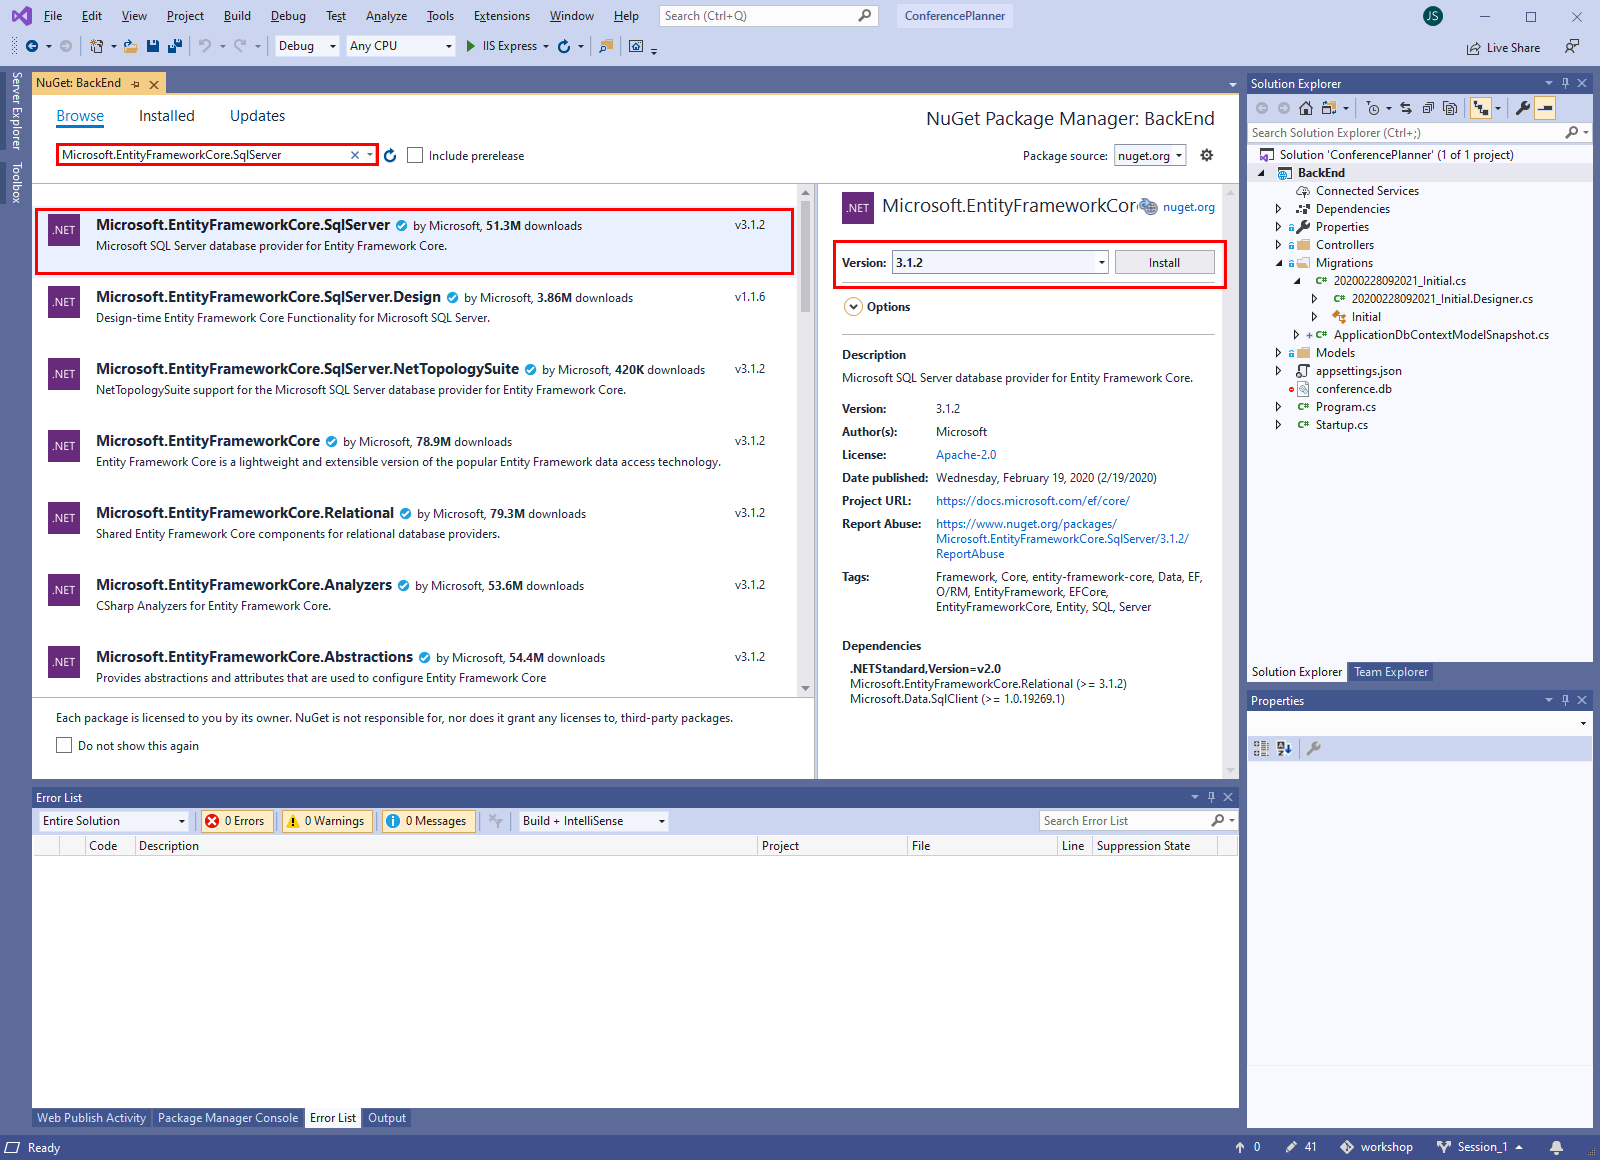 File Edit View Project Build Debug Test Analyze Tools Extensions Window Help Search (Ctrl+Q) ConferencePlanner JS
Debug Any CPU IIS Express Live Share
Server Explorer
Toolbox
NuGet: BackEnd
Browse Installed Updates
NuGet Package Manager: BackEnd
Microsoft.EntityFrameworkCore.SqlServer
Include prerelease
Package source: nuget.org
.NET Microsoft.EntityFrameworkCore.SqlServer by Microsoft, 51.3M downloads v3.1.2
Microsoft SQL Server database provider for Entity Framework Core.
.NET Microsoft.EntityFrameworkCore.SqlServer.Design by Microsoft, 3.86M downloads v1.1.6
Design-time Entity Framework Core Functionality for Microsoft SQL Server.
.NET Microsoft.EntityFrameworkCore.SqlServer.NetTopologySuite by Microsoft, 420K downloads v3.1.2
NetTopologySuite support for the Microsoft SQL Server database provider for Entity Framework Core.
.NET Microsoft.EntityFrameworkCore by Microsoft, 78.9M downloads v3.1.2
Entity Framework Core is a lightweight and extensible version of the popular Entity Framework data access technology.
.NET Microsoft.EntityFrameworkCore.Relational by Microsoft, 79.3M downloads v3.1.2
Shared Entity Framework Core components for relational database providers.
.NET Microsoft.EntityFrameworkCore.Analyzers by Microsoft, 53.6M downloads v3.1.2
CSharp Analyzers for Entity Framework Core.
.NET Microsoft.EntityFrameworkCore.Abstractions by Microsoft, 54.4M downloads v3.1.2
Provides abstractions and attributes that are used to configure Entity Framework Core
Each package is licensed to you by its owner. NuGet is not responsible for, nor does it grant any licenses to, third-party packages.
Do not show this again
.NET Microsoft.EntityFrameworkCor nuget.org
Version: 3.1.2 Install
Options
Description
Microsoft SQL Server database provider for Entity Framework Core.
Version: 3.1.2
Author(s): Microsoft
License: Apache-2.0
Date published: Wednesday, February 19, 2020 (2/19/2020)
Project URL: https://docs.microsoft.com/ef/core/
Report Abuse: https://www.nuget.org/packages/
Microsoft.EntityFrameworkCore.SqlServer/3.1.2/
ReportAbuse
Tags: Framework, Core, entity-framework-core, Data, EF,
O/RM, EntityFramework, EFCore,
EntityFrameworkCore, Entity, SQL, Server
Dependencies
.NETStandard,Version=v2.0
Microsoft.EntityFrameworkCore.Relational (>= 3.1.2)
Microsoft.Data.SqlClient (>= 1.0.19269.1)
Solution Explorer
Search Solution Explorer (Ctrl+;)
Solution 'ConferencePlanner' (1 of 1 project)
BackEnd
Connected Services
Dependencies
Properties
Controllers
Migrations
C# 20200228092021_Initial.cs
C# 20200228092021_Initial.Designer.cs
Initial
C# ApplicationDbContextModelSnapshot.cs
Models
appsettings.json
conference.db
C# Program.cs
C# Startup.cs
Solution Explorer Team Explorer
Properties
Error List
Entire Solution 0 Errors 0 Warnings 0 Messages Build + IntelliSense Search Error List
Code Description Project File Line Suppression State
Web Publish Activity Package Manager Console Error List Output
Ready 0 41 workshop Session_1